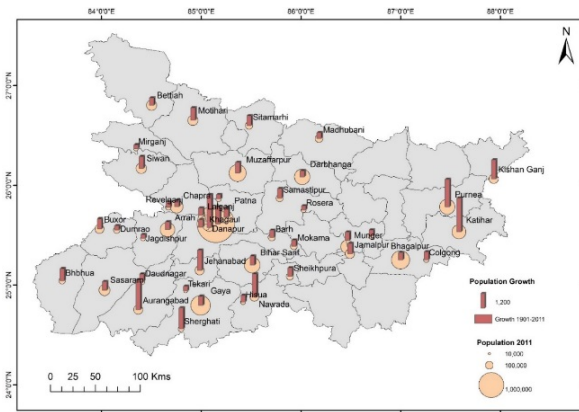 84°0'0"E 85°0'0"E 86°0'0"E 87°0'0"E 88°0'0"E
N
27°0'0"N
26°0'0"N
25°0'0"N
24°0'0"N
Bettiah
Motihari
Sitamarhi
Madhubani
Mirganj
Siwan
Muzaffarpur
Darbhanga
Kishan Ganj
Revelganj
Chapra
Patna
Samastipur
Rosera
Purnea
Katihar
Lalganj
Khagaul
Danapur
Arrah
Buxor
Dumrao
Jagdishpur
Barh
Mokama
Munger
Jamalpur
Bhagalpur
Colgong
Jehanabad
Bihar Sarif
Sheikhpura
Bhbhua
Sasaram
Daudnagar
Tekari
Aurangabad
Gaya
Hisua
Nawada
Sherghati
Population Growth
1,200
Growth 1901-2011
Population 2011
100,000
1,000,000
0 25 50 100 Kms